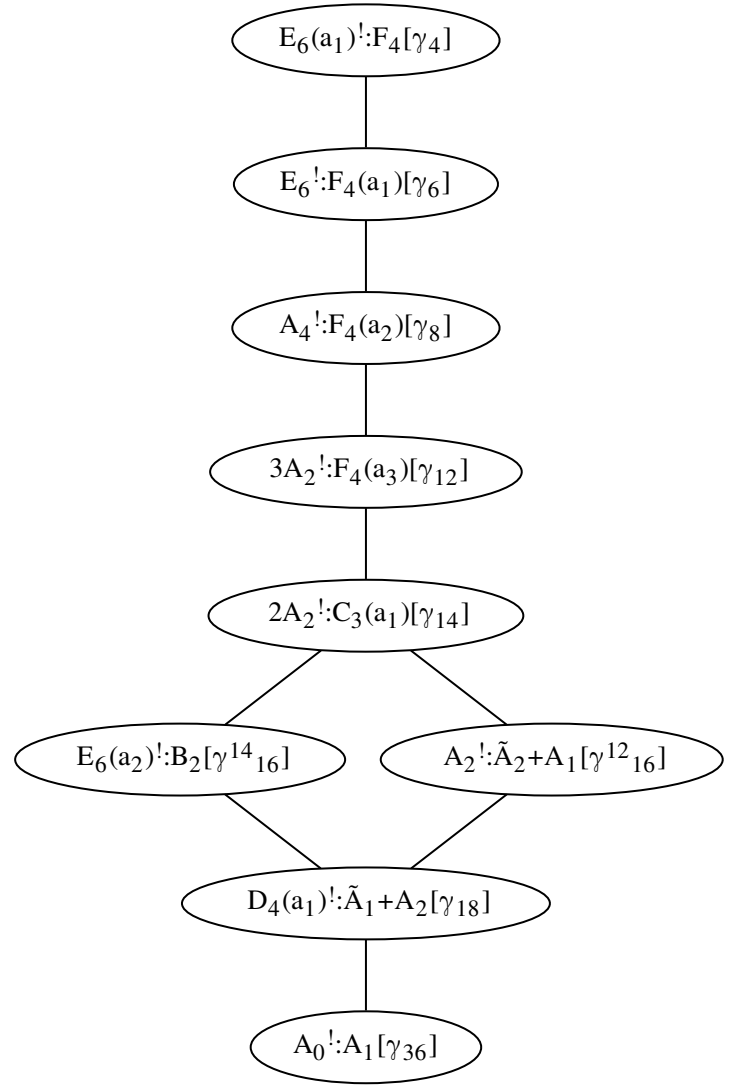 E₆(a₁)^!:F₄[γ₄]
E₆^!:F₄(a₁)[γ₆]
A₄^!:F₄(a₂)[γ₈]
3A₂^!:F₄(a₃)[γ₁₂]
2A₂^!:C₃(a₁)[γ₁₄]
E₆(a₂)^!:B₂[γ¹⁴₁₆]
A₂^!:Ã₂+A₁[γ¹²₁₆]
D₄(a₁)^!:Ã₁+A₂[γ₁₈]
A₀^!:A₁[γ₃₆]